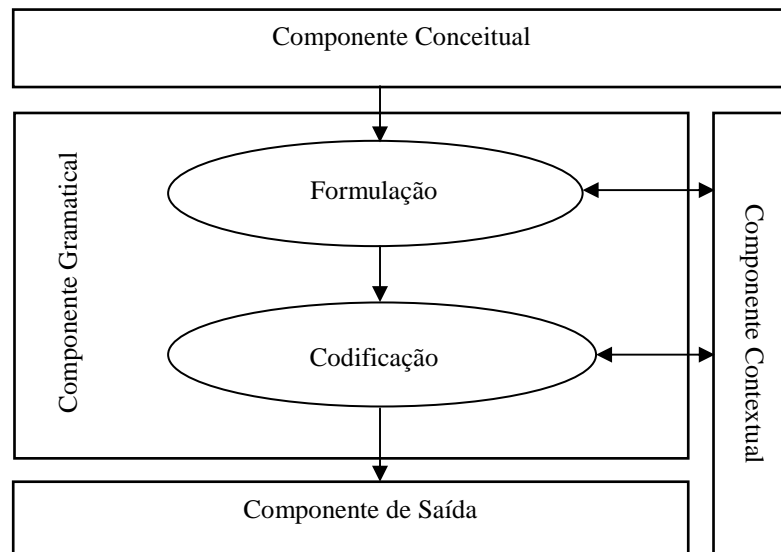 Componente Conceitual
Componente Gramatical
Formulação
Codificação
Componente Contextual
Componente de Saída